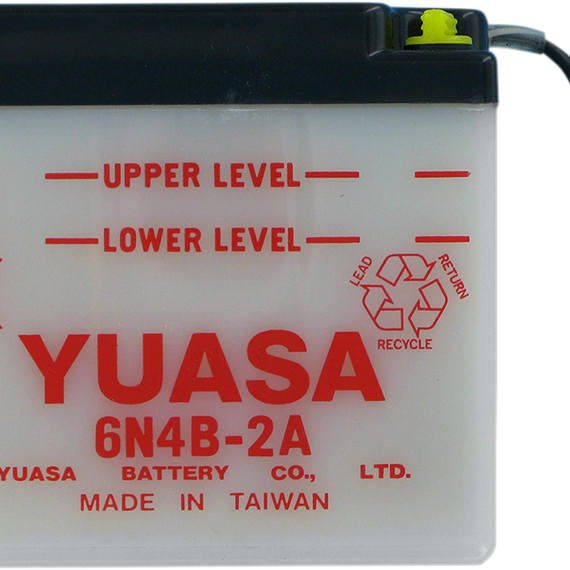 UPPER LEVEL
LOWER LEVEL
LEAD RETURN
RECYCLE
YUASA
6N4B-2A
YUASA BATTERY CO., LTD.
MADE IN TAIWAN